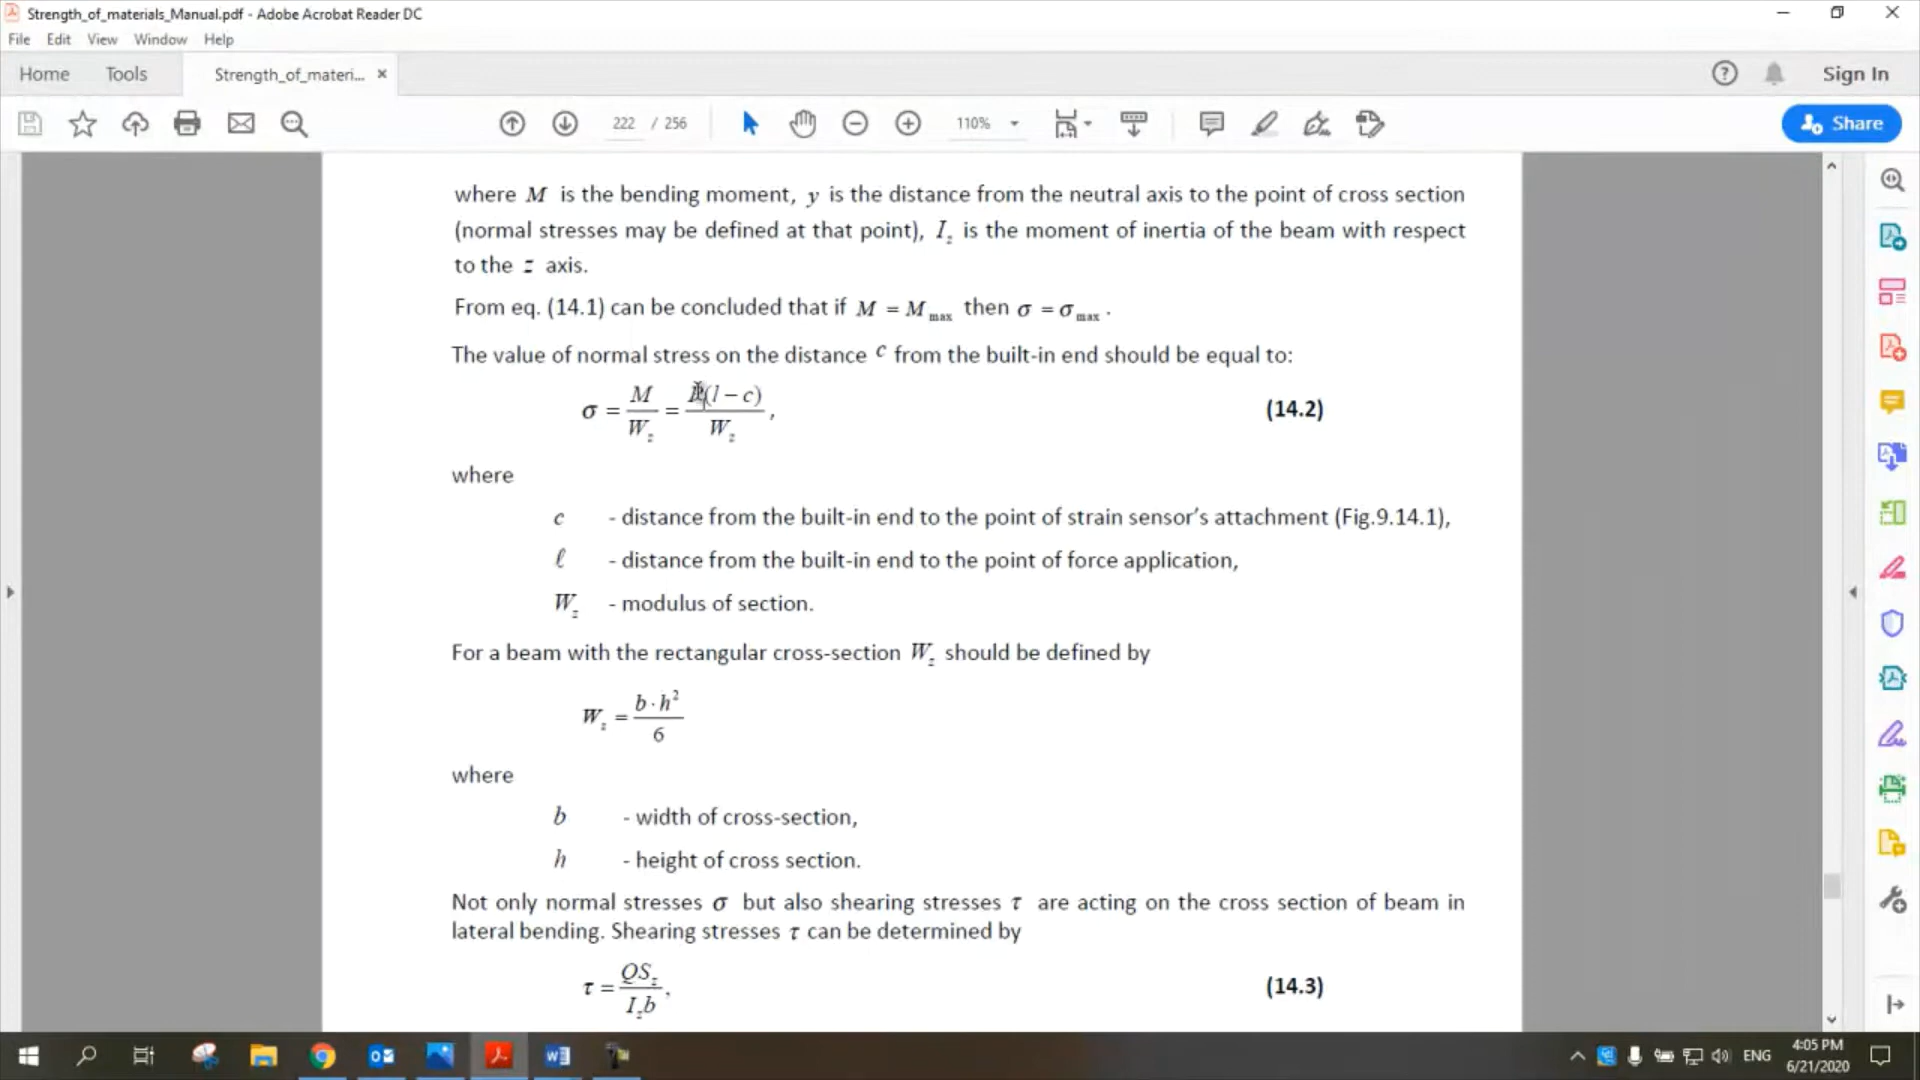 Strength_of_materials_Manual.pdf - Adobe Acrobat Reader DC
File Edit View Window Help
Home Tools Strength_of_materi... ×
Sign In
222 / 256
110%
Share
where M is the bending moment, y is the distance from the neutral axis to the point of cross section
(normal stresses may be defined at that point), I_z is the moment of inertia of the beam with respect
to the z axis.
From eq. (14.1) can be concluded that if M = M_max then σ = σ_max .
The value of normal stress on the distance c from the built-in end should be equal to:
σ = M/W_z = (l − c)/W_z , (14.2)
where
c - distance from the built-in end to the point of strain sensor's attachment (Fig.9.14.1),
ℓ - distance from the built-in end to the point of force application,
W_z - modulus of section.
For a beam with the rectangular cross-section W_z should be defined by
W_z = b · h²/6
where
b - width of cross-section,
h - height of cross section.
Not only normal stresses σ but also shearing stresses τ are acting on the cross section of beam in
lateral bending. Shearing stresses τ can be determined by
τ = QS_z/I_z b , (14.3)
ENG
4:05 PM
6/21/2020